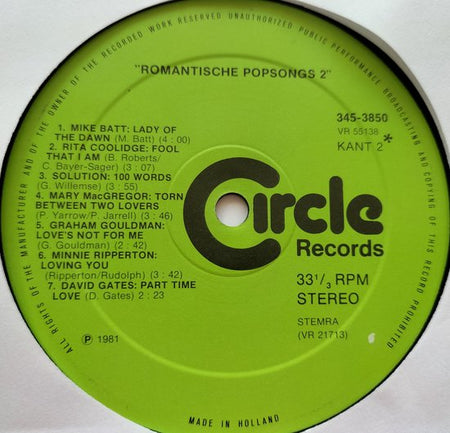 ALL RIGHTS OF THE MANUFACTURER AND OF THE OWNER OF THE RECORDED WORK RESERVED UNAUTHORIZED PUBLIC PERFORMANCE BROADCASTING AND COPYING OF THIS RECORD PROHIBITED
"ROMANTISCHE POPSONGS 2"
345-3850
VR 55138
KANT 2*
1. MIKE BATT: LADY OF
THE DAWN (M. Batt) (4 : 00)
2. RITA COOLIDGE: FOOL
THAT I AM (B. Roberts/
C. Bayer-Sager) (3 : 07)
3. SOLUTION: 100 WORDS
(G. Willemse) (3 : 55)
4. MARY MacGREGOR: TORN
BETWEEN TWO LOVERS
(P. Yarrow/P. Jarrell) (3 : 46)
5. GRAHAM GOULDMAN:
LOVE'S NOT FOR ME
(G. Gouldman) (2 : 42)
6. MINNIE RIPPERTON:
LOVING YOU
(Ripperton/Rudolph) (3 : 42)
7. DAVID GATES: PART TIME
LOVE (D. Gates) 2 : 23
Circle
Records
33 1/3 RPM
STEREO
STEMRA
(VR 21713)
Ⓟ 1981
MADE IN HOLLAND